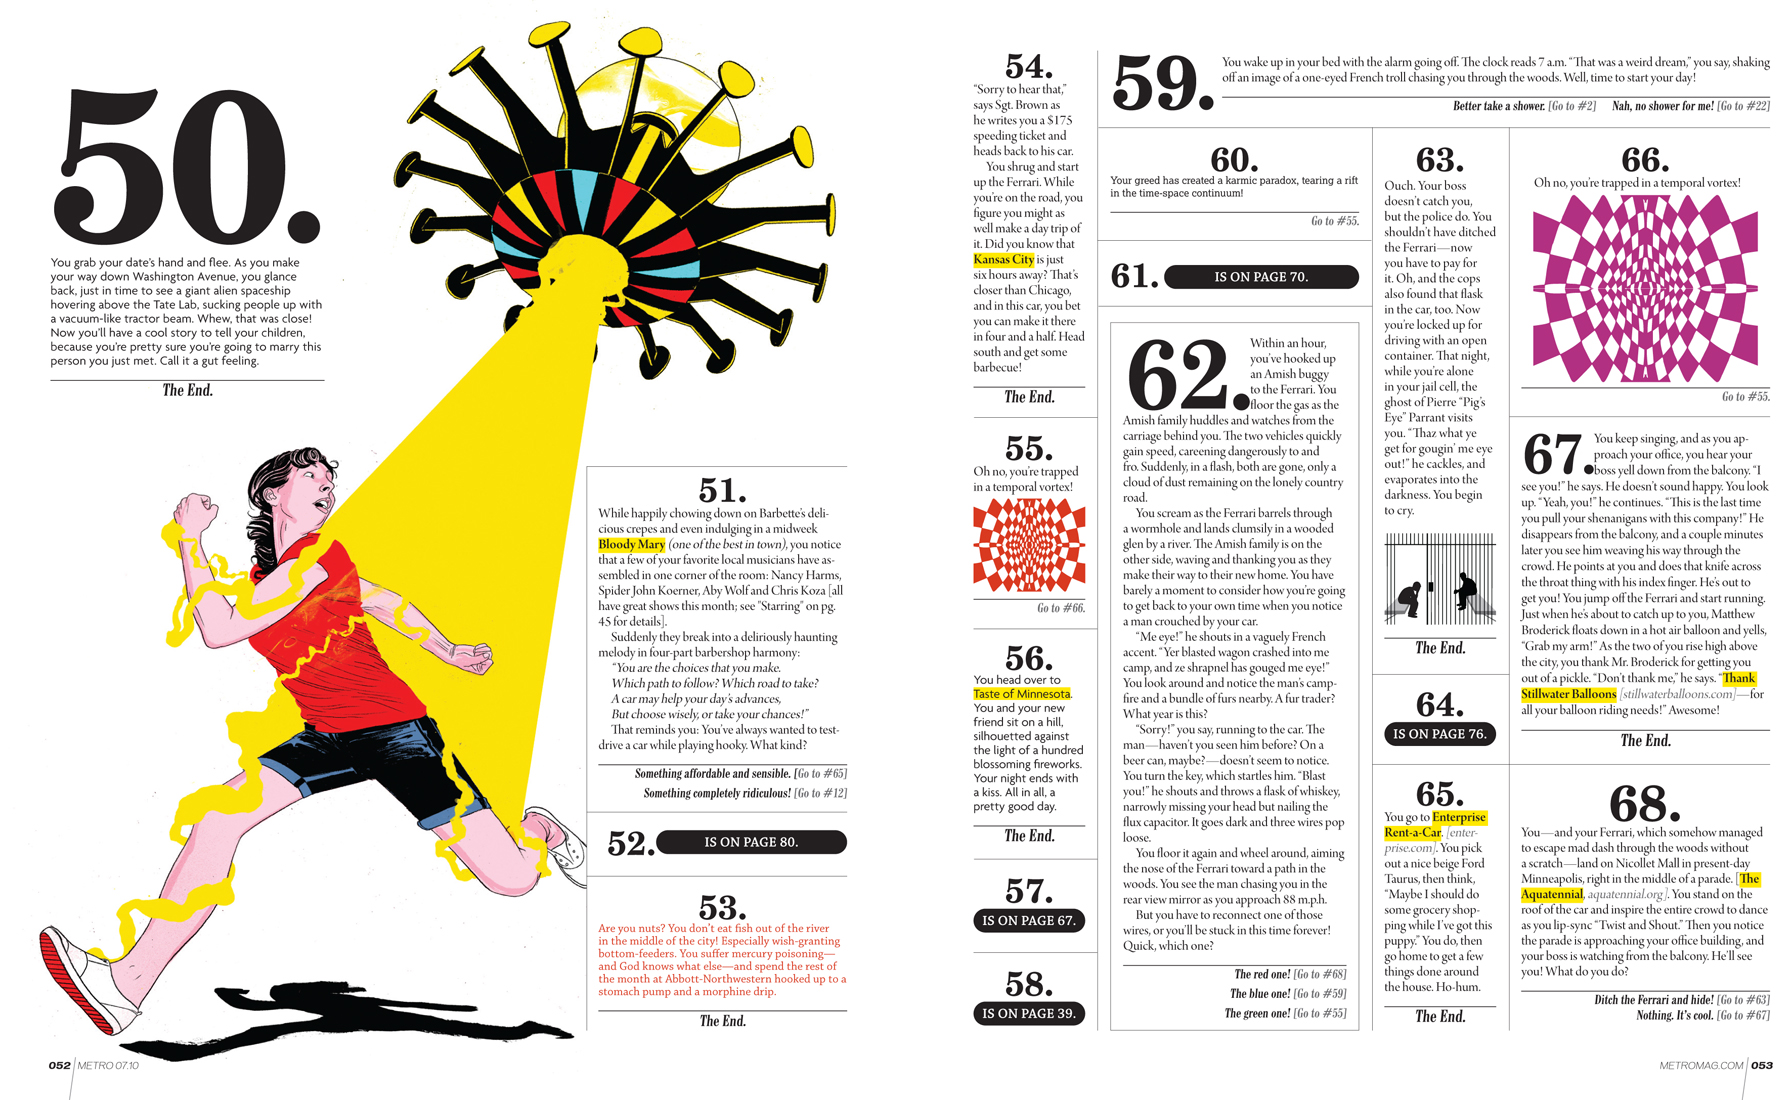 50.
You grab your date's hand and flee. As you make
your way down Washington Avenue, you glance
back, just in time to see a giant alien spaceship
hovering above the Tate Lab, sucking people up with
a vacuum-like tractor beam. Whew, that was close!
Now you'll have a cool story to tell your children,
because you're pretty sure you're going to marry this
person you just met. Call it a gut feeling.
The End.
51.
While happily chowing down on Barbette's deli-
cious crepes and even indulging in a midweek
Bloody Mary (one of the best in town), you notice
that a few of your favorite local musicians have as-
sembled in one corner of the room: Nancy Harms,
Spider John Koerner, Aby Wolf and Chris Koza [all
have great shows this month; see "Starring" on pg.
45 for details].
Suddenly they break into a deliriously haunting
melody in four-part barbershop harmony:
"You are the choices that you make.
Which path to follow? Which road to take?
A car may help your day's advances,
But choose wisely, or take your chances!"
That reminds you: You've always wanted to test-
drive a car while playing hooky. What kind?
Something affordable and sensible. [Go to #65]
Something completely ridiculous! [Go to #12]
52. IS ON PAGE 80.
53.
Are you nuts? You don't eat fish out of the river
in the middle of the city! Especially wish-granting
bottom-feeders. You suffer mercury poisoning—
and God knows what else—and spend the rest of
the month at Abbott-Northwestern hooked up to a
stomach pump and a morphine drip.
The End.
052 METRO 07.10
54.
"Sorry to hear that,"
says Sgt. Brown as
he writes you a $175
speeding ticket and
heads back to his car.
You shrug and start
up the Ferrari. While
you're on the road, you
figure you might as
well make a day trip of
it. Did you know that
Kansas City is just
six hours away? That's
closer than Chicago,
and in this car, you bet
you can make it there
in four and a half. Head
south and get some
barbecue!
The End.
55.
Oh no, you're trapped
in a temporal vortex!
Go to #66.
56.
You head over to
Taste of Minnesota.
You and your new
friend sit on a hill,
silhouetted against
the light of a hundred
blossoming fireworks.
Your night ends with
a kiss. All in all, a
pretty good day.
The End.
57.
IS ON PAGE 67.
58.
IS ON PAGE 39.
59.
You wake up in your bed with the alarm going off. The clock reads 7 a.m. "That was a weird dream," you say, shaking
off an image of a one-eyed French troll chasing you through the woods. Well, time to start your day!
Better take a shower. [Go to #2] Nah, no shower for me! [Go to #22]
60.
Your greed has created a karmic paradox, tearing a rift
in the time-space continuum!
Go to #55.
61. IS ON PAGE 70.
62.
Within an hour,
you've hooked up
an Amish buggy
to the Ferrari. You
floor the gas as the
Amish family huddles and watches from the
carriage behind you. The two vehicles quickly
gain speed, careening dangerously to and
fro. Suddenly, in a flash, both are gone, only a
cloud of dust remaining on the lonely country
road.
You scream as the Ferrari barrels through
a wormhole and lands clumsily in a wooded
glen by a river. The Amish family is on the
other side, waving and thanking you as they
make their way to their new home. You have
barely a moment to consider how you're going
to get back to your own time when you notice
a man crouched by your car.
"Me eye!" he shouts in a vaguely French
accent. "Yer blasted wagon crashed into me
camp, and ze shrapnel has gouged me eye!"
You look around and notice the man's camp-
fire and a bundle of furs nearby. A fur trader?
What year is this?
"Sorry!" you say, running to the car. The
man—haven't you seen him before? On a
beer can, maybe?—doesn't seem to notice.
You turn the key, which startles him. "Blast
you!" he shouts and throws a flask of whiskey,
narrowly missing your head but nailing the
flux capacitor. It goes dark and three wires pop
loose.
You floor it again and wheel around, aiming
the nose of the Ferrari toward a path in the
woods. You see the man chasing you in the
rear view mirror as you approach 88 m.p.h.
But you have to reconnect one of those
wires, or you'll be stuck in this time forever!
Quick, which one?
The red one! [Go to #68]
The blue one! [Go to #59]
The green one! [Go to #55]
63.
Ouch. Your boss
doesn't catch you,
but the police do. You
shouldn't have ditched
the Ferrari—now
you have to pay for
it. Oh, and the cops
also found that flask
in the car, too. Now
you're locked up for
driving with an open
container. That night,
while you're alone
in your jail cell, the
ghost of Pierre "Pig's
Eye" Parrant visits
you. "Thaz what ye
get for gougin' me eye
out!" he cackles, and
evaporates into the
darkness. You begin
to cry.
The End.
64.
IS ON PAGE 76.
65.
You go to Enterprise
Rent-a-Car. [enter-
prise.com]. You pick
out a nice beige Ford
Taurus, then think,
"Maybe I should do
some grocery shop-
ping while I've got this
puppy." You do, then
go home to get a few
things done around
the house. Ho-hum.
The End.
66.
Oh no, you're trapped in a temporal vortex!
Go to #55.
67.
You keep singing, and as you ap-
proach your office, you hear your
boss yell down from the balcony. "I
see you!" he says. He doesn't sound happy. You look
up. "Yeah, you!" he continues. "This is the last time
you pull your shenanigans with this company!" He
disappears from the balcony, and a couple minutes
later you see him weaving his way through the
crowd. He points at you and does that knife across
the throat thing with his index finger. He's out to
get you! You jump off the Ferrari and start running.
Just when he's about to catch up to you, Matthew
Broderick floats down in a hot air balloon and yells,
"Grab my arm!" As the two of you rise high above
the city, you thank Mr. Broderick for getting you
out of a pickle. "Don't thank me," he says. "Thank
Stillwater Balloons [stillwaterballoons.com]—for
all your balloon riding needs!" Awesome!
The End.
68.
You—and your Ferrari, which somehow managed
to escape mad dash through the woods without
a scratch—land on Nicollet Mall in present-day
Minneapolis, right in the middle of a parade. [The
Aquatennial, aquatennial.org]. You stand on the
roof of the car and inspire the entire crowd to dance
as you lip-sync "Twist and Shout." Then you notice
the parade is approaching your office building, and
your boss is watching from the balcony. He'll see
you! What do you do?
Ditch the Ferrari and hide! [Go to #63]
Nothing. It's cool. [Go to #67]
METROMAG.COM 053